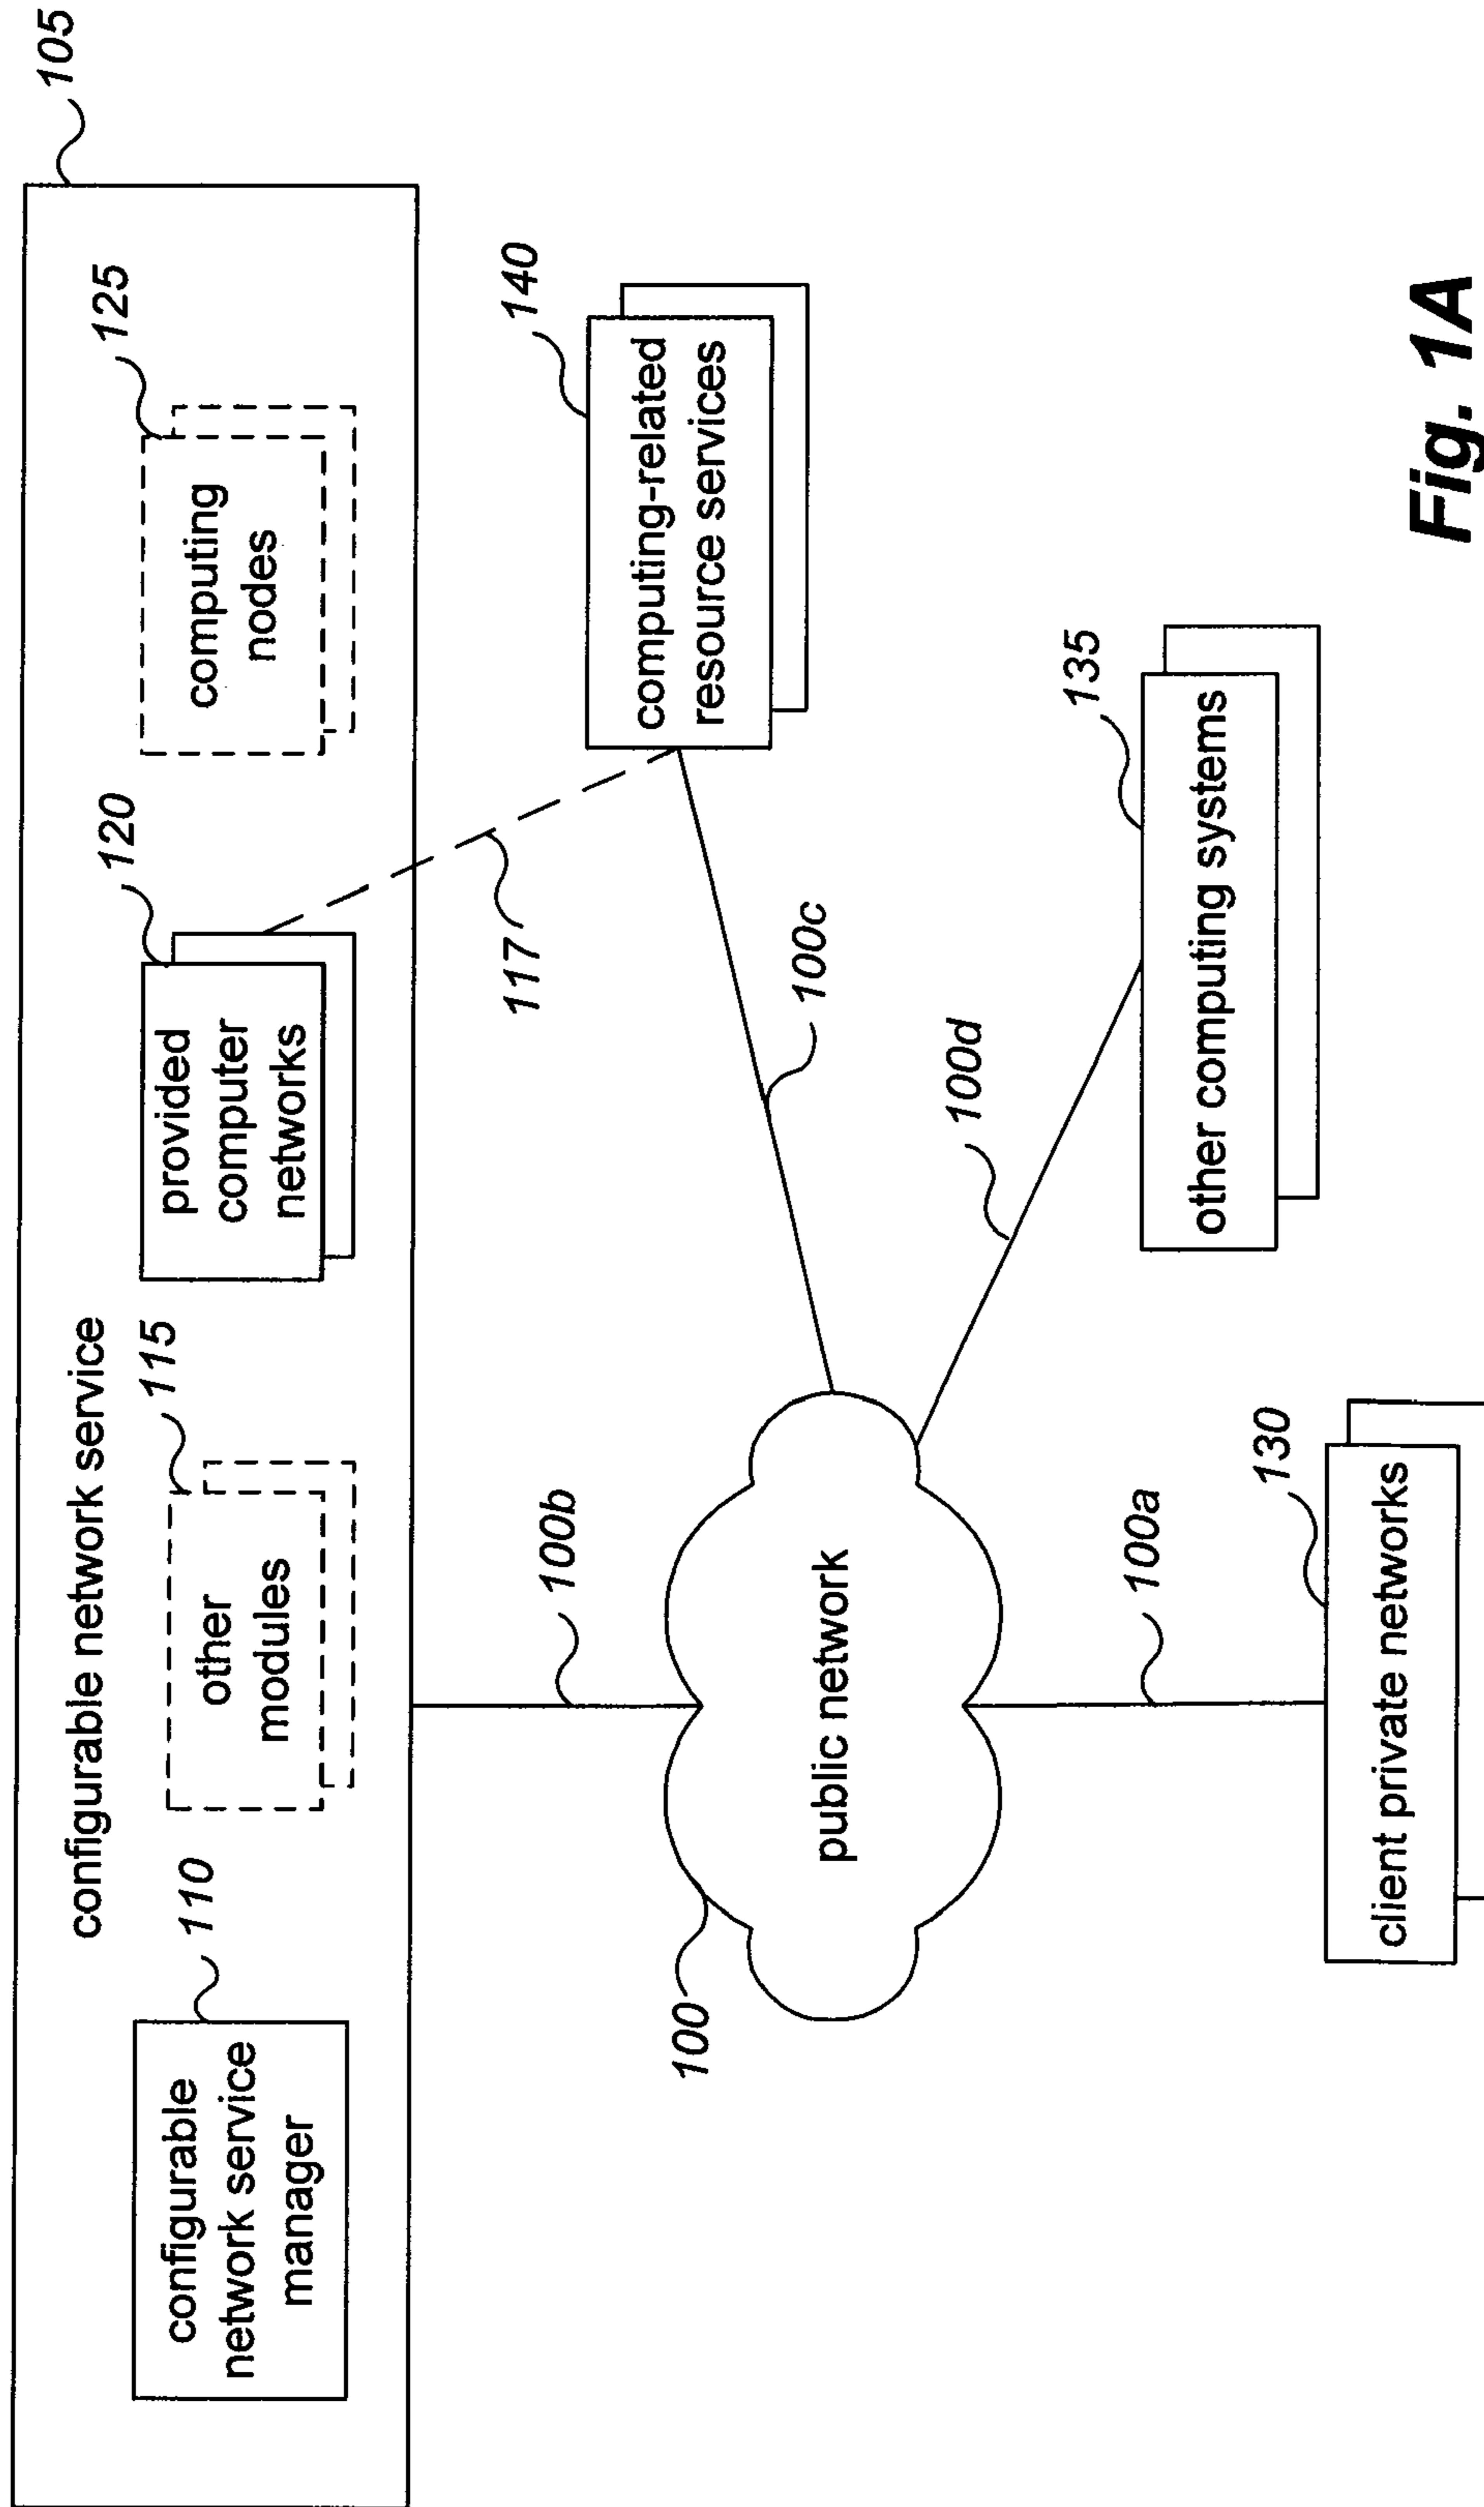 105
configurable network service
110
configurable
network service
manager
115
other
modules
120
provided
computer
networks
125
computing
nodes
117
140
computing-related
resource services
100b
100c
100
public network
100d
135
other computing systems
100a
130
client private networks
Fig. 1A